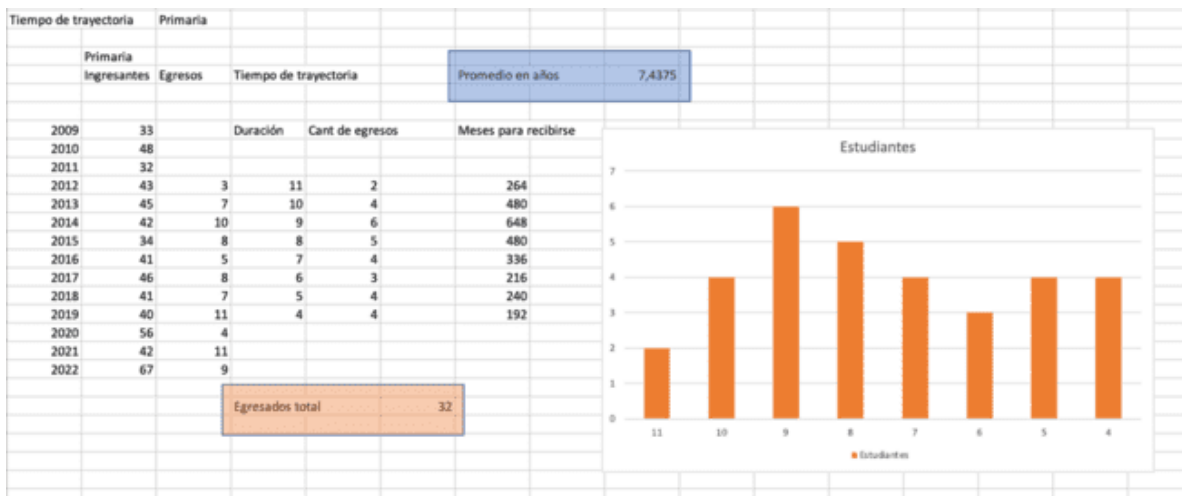 Tiempo de trayectoria Primaria
Primaria
Ingresantes Egresos Tiempo de trayectoria Promedio en años 7,4375
2009 33 Duración Cant de egresos Meses para recibirse
2010 48
2011 32
2012 43 3 11 2 264
2013 45 7 10 4 480
2014 42 10 9 6 648
2015 34 8 8 5 480
2016 41 5 7 4 336
2017 46 8 6 3 216
2018 41 7 5 4 240
2019 40 11 4 4 192
2020 56 4
2021 42 11
2022 67 9
Egresados total 32
Estudiantes
7
6
5
4
3
2
1
0
11 10 9 8 7 6 5 4
Estudiantes